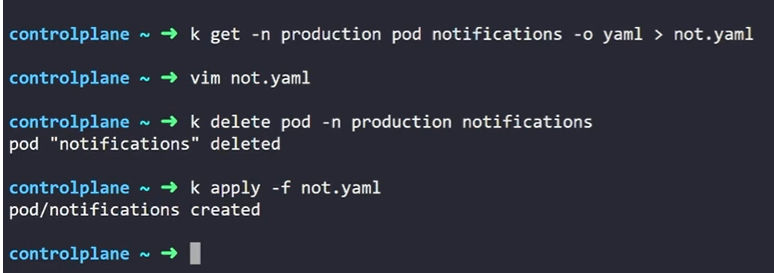 controlplane ~ ➜ k get -n production pod notifications -o yaml > not.yaml
controlplane ~ ➜ vim not.yaml
controlplane ~ ➜ k delete pod -n production notifications
pod "notifications" deleted
controlplane ~ ➜ k apply -f not.yaml
pod/notifications created
controlplane ~ ➜